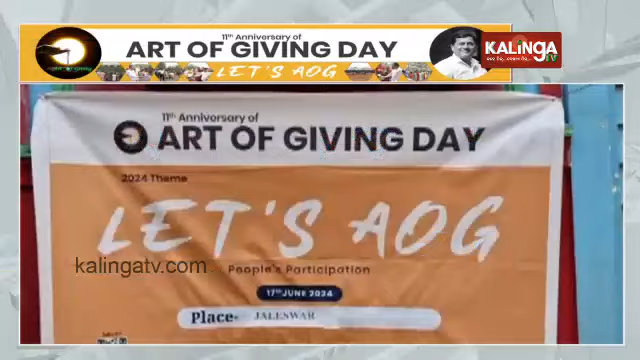 11th Anniversary of
ART OF GIVING DAY
LET'S AOG
KALINGA
TV
11th Anniversary of
ART OF GIVING DAY
2024 Theme
LET'S AOG
kalingatv.com
People's Participation
17th JUNE 2024
Place- JALESWAR